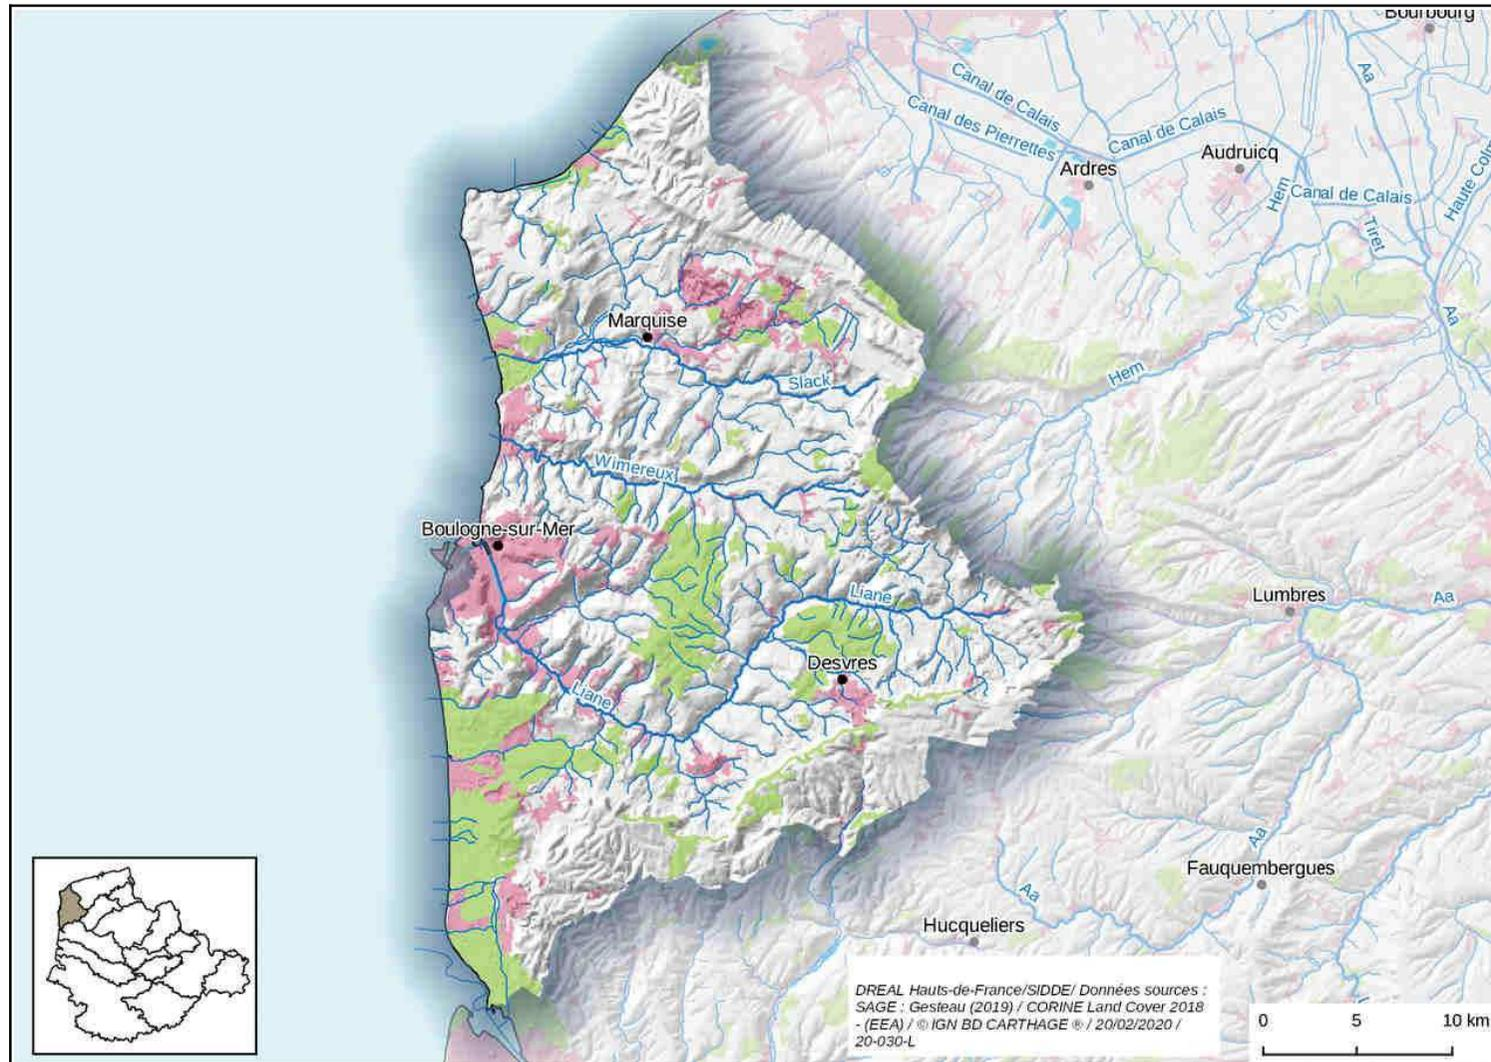 Bourbourg
Aa
Canal de Calais
Canal des Pierrettes
Canal de Calais
Audruicq
Ardres
Hem
Canal de Calais
Tiret
Haute Colm
Aa
Marquise
Slack
Hem
Wimereux
Boulogne-sur-Mer
Liane
Lumbres
Aa
Desvres
Liane
Aa
Fauquembergues
Aa
Hucqueliers
DREAL Hauts-de-France/SIDDE/ Données sources :
SAGE : Gesteau (2019) / CORINE Land Cover 2018
- (EEA) / © IGN BD CARTHAGE ® / 20/02/2020 /
20-030-L
0 5 10 km